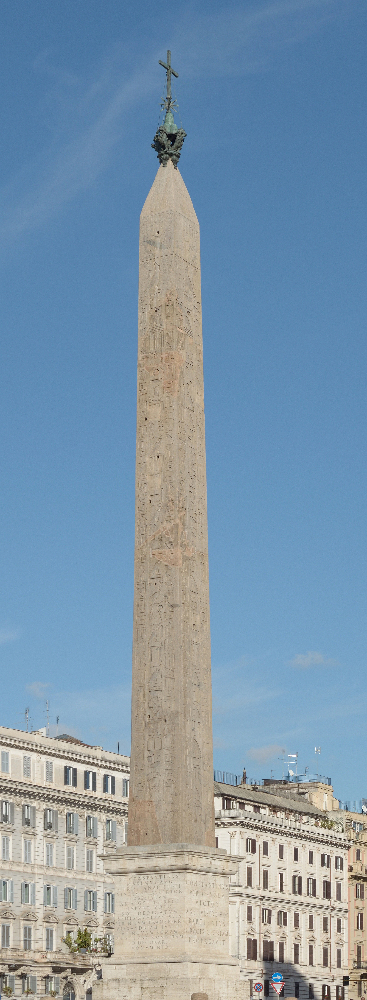 FL CONSTANTINVS
MAXIMVS AVG
CHRISTIANAE FIDEI
VINDEX ET ASSERTOR
OBELISCVM
AB AEGYPTIO REGE
IMPVRO VOTO
SOLI DEDICATVM
SEDIB AVVLSVM SVIS
PER NILVM TRANSFERRI
ALEXANDRIAM IVSSIT
VT NOVAM ROMAM
AB SE TVNC CONDITAM
EO DECORARET
MONVMENTO
CONSTANTINVS
PER CRVCEM
VICTOR
A S SILVESTRO HIC
BAPTIZATVS
CRVCIS GLORIAM
PROPAGAVIT